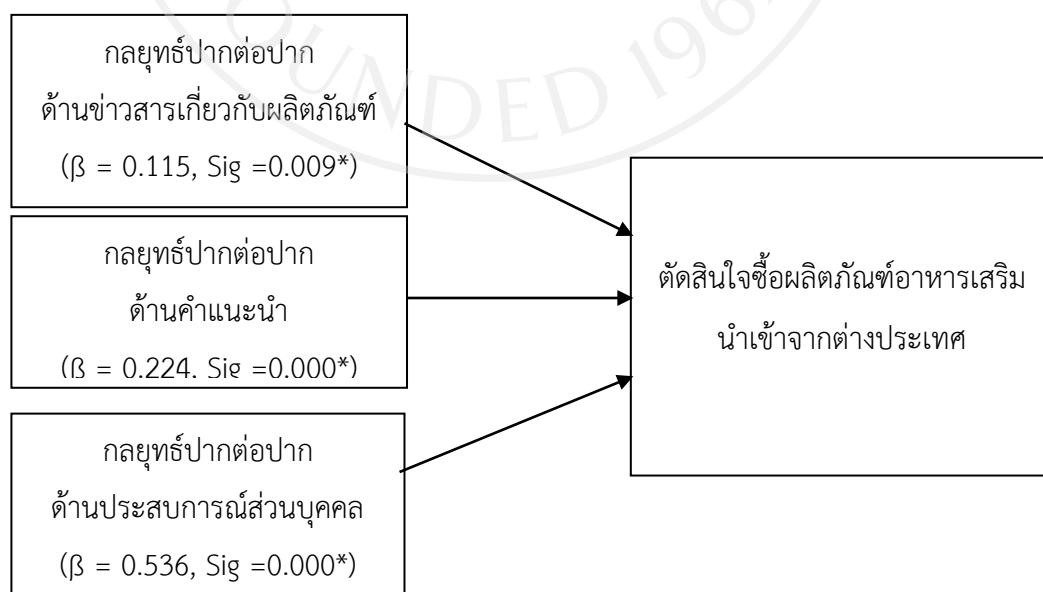 OUNDED 196
กลยุทธ์ปากต่อปาก
ด้านข่าวสารเกี่ยวกับผลิตภัณฑ์
(β = 0.115, Sig =0.009*)
กลยุทธ์ปากต่อปาก
ด้านคำแนะนำ
(β = 0.224. Sig =0.000*)
กลยุทธ์ปากต่อปาก
ด้านประสบการณ์ส่วนบุคคล
(β = 0.536, Sig =0.000*)
ตัดสินใจซื้อผลิตภัณฑ์อาหารเสริม
นำเข้าจากต่างประเทศ